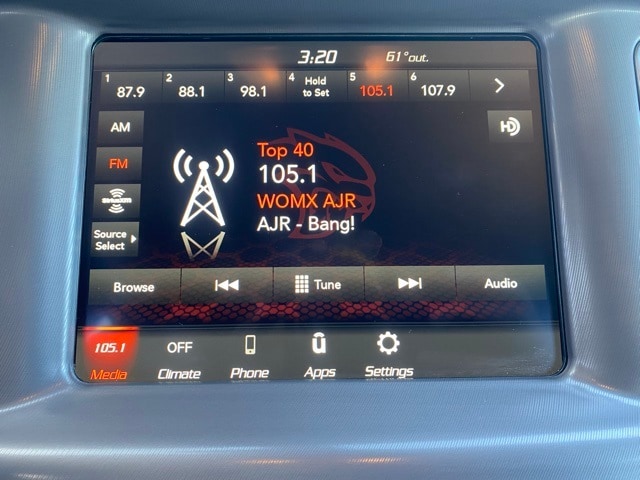 3:20 61°out.
1 87.9 2 88.1 3 98.1 4 Hold to Set 5 105.1 6 107.9
AM
HD
FM
SiriusXM
Source Select
Top 40
105.1
WOMX AJR
AJR - Bang!
Browse Tune Audio
105.1 OFF
Media Climate Phone Apps Settings